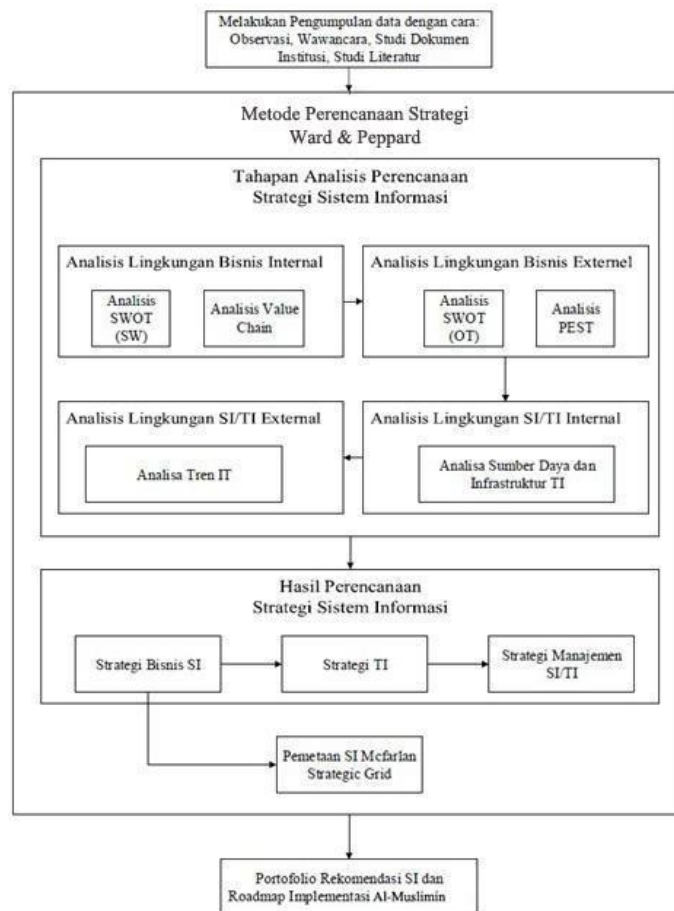 Melakukan Pengumpulan data dengan cara:
Observasi, Wawancara, Studi Dokumen
Institusi, Studi Literatur
Metode Perencanaan Strategi
Ward & Peppard
Tahapan Analisis Perencanaan
Strategi Sistem Informasi
Analisis Lingkungan Bisnis Internal
Analisis
SWOT
(SW)
Analisis Value
Chain
Analisis Lingkungan Bisnis Externel
Analisis
SWOT
(OT)
Analisis
PEST
Analisis Lingkungan SI/TI External
Analisa Tren IT
Analisis Lingkungan SI/TI Internal
Analisa Sumber Daya dan
Infrastruktur TI
Hasil Perencanaan
Strategi Sistem Informasi
Strategi Bisnis SI
Strategi TI
Strategi Manajemen
SI/TI
Pemetaan SI Mcfarlan
Strategic Grid
Portofolio Rekomendasi SI dan
Roadmap Implementasi Al-Muslimin